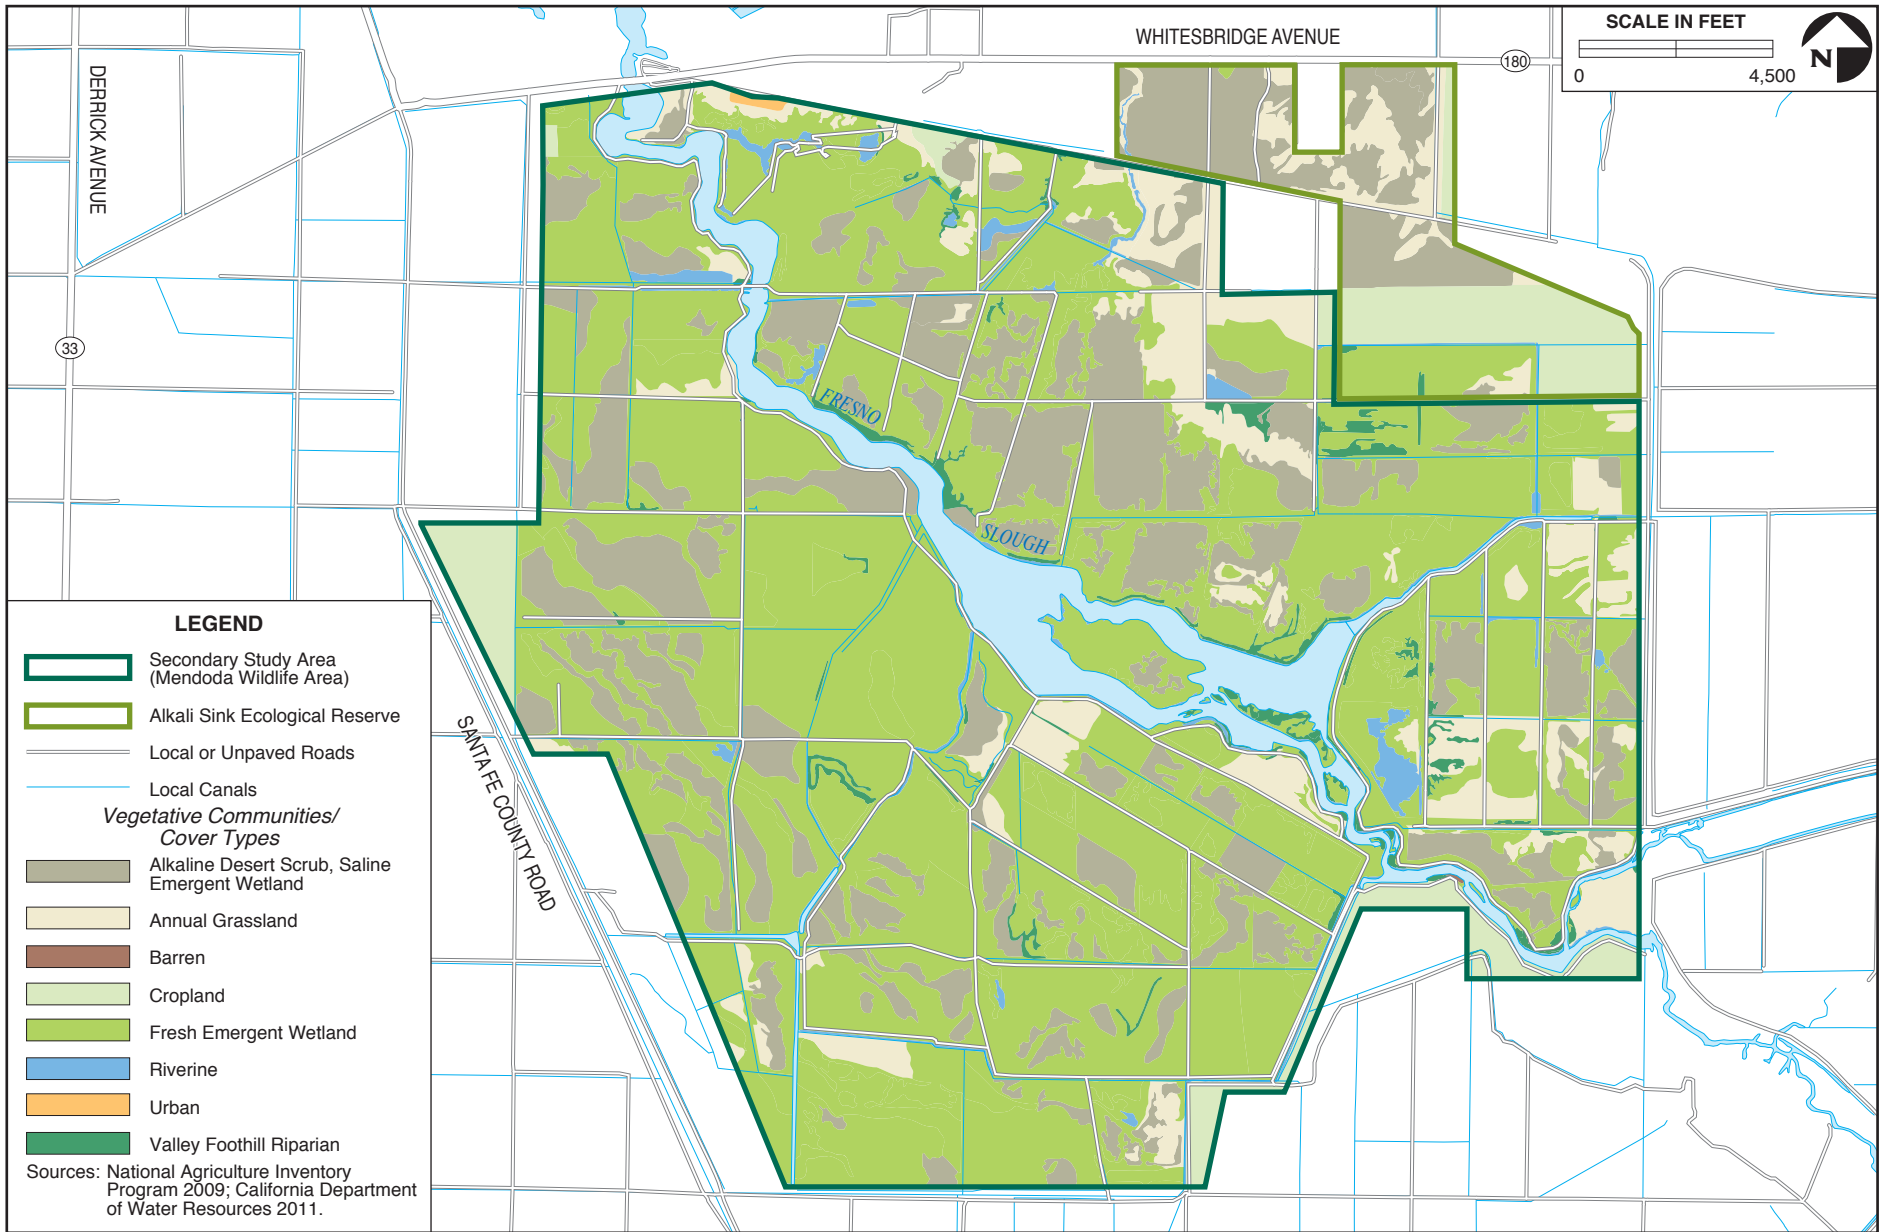 WHITESBRIDGE AVENUE
180
SCALE IN FEET
0 4,500
N
DERRICK AVENUE
33
FRESNO
SLOUGH
SANTA FE COUNTY ROAD
LEGEND
Secondary Study Area
(Mendoda Wildlife Area)
Alkali Sink Ecological Reserve
Local or Unpaved Roads
Local Canals
Vegetative Communities/
Cover Types
Alkaline Desert Scrub, Saline
Emergent Wetland
Annual Grassland
Barren
Cropland
Fresh Emergent Wetland
Riverine
Urban
Valley Foothill Riparian
Sources: National Agriculture Inventory
Program 2009; California Department
of Water Resources 2011.